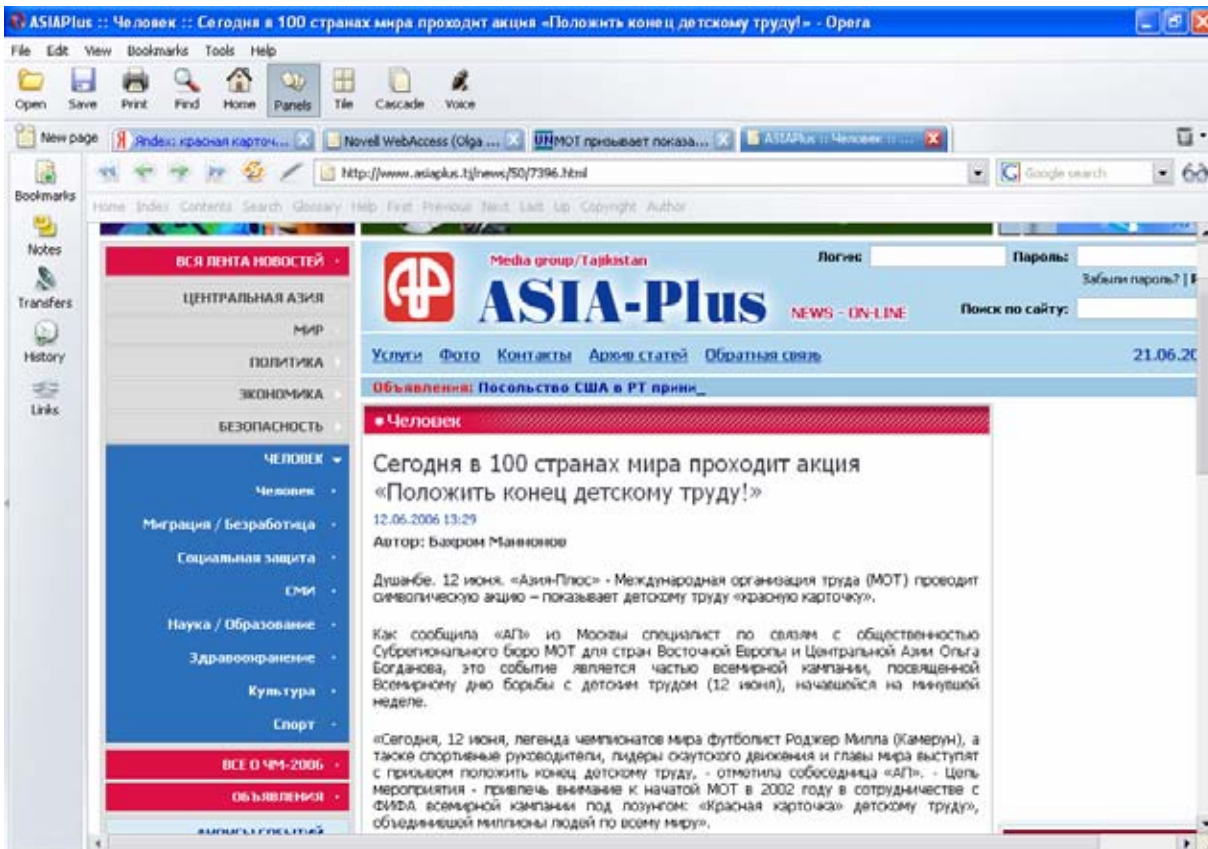 ASIAPlus :: Человек :: Сегодня в 100 странах мира проходит акция «Положить конец детскому труду!» - Opera
File Edit View Bookmarks Tools Help
Open Save Print Find Home Panels Tile Cascade Voice
New page Яndex: красная карточ... Novell WebAccess (Olga ... МОТ призывает показа... ASIAPlus :: Человек :: ...
http://www.asiaplus.tj/news/50/7396.html Google search
Home Index Contents Search Glossary Help First Previous Next Last Up Copyright Author
Bookmarks
Notes
Transfers
History
Links
ВСЯ ЛЕНТА НОВОСТЕЙ
ЦЕНТРАЛЬНАЯ АЗИЯ
МИР
ПОЛИТИКА
ЭКОНОМИКА
БЕЗОПАСНОСТЬ
ЧЕЛОВЕК
Человек
Миграция / Безработица
Социальная защита
СМИ
Наука / Образование
Здравоохранение
Культура
Спорт
ВСЕ О ЧМ-2006
ОБЪЯВЛЕНИЯ
АНОНСЫ СОБЫТИЙ
Media group/Tajikistan
ASIA-Plus NEWS - ON-LINE
Логин: Пароль:
Забыли пароль? |
Поиск по сайту:
Услуги Фото Контакты Архив статей Обратная связь 21.06.20
Объявления: Посольство США в РТ прини_
Человек
Сегодня в 100 странах мира проходит акция
«Положить конец детскому труду!»
12.06.2006 13:29
Автор: Бахром Маннонов
Душанбе. 12 июня. «Азия-Плюс» - Международная организация труда (МОТ) проводит
символическую акцию – показывает детскому труду «красную карточку».
Как сообщила «АП» из Москвы специалист по связям с общественностью
Субрегионального бюро МОТ для стран Восточной Европы и Центральной Азии Ольга
Богданова, это событие является частью всемирной кампании, посвященной
Всемирному дню борьбы с детским трудом (12 июня), начавшейся на минувшей
неделе.
«Сегодня, 12 июня, легенда чемпионатов мира футболист Роджер Милла (Камерун), а
также спортивные руководители, лидеры скаутского движения и главы мира выступят
с призывом положить конец детскому труду, - отметила собеседница «АП». - Цель
мероприятия - привлечь внимание к начатой МОТ в 2002 году в сотрудничестве с
ФИФА всемирной кампании под лозунгом: «Красная карточка» детскому труду»,
объединившей миллионы людей по всему миру».